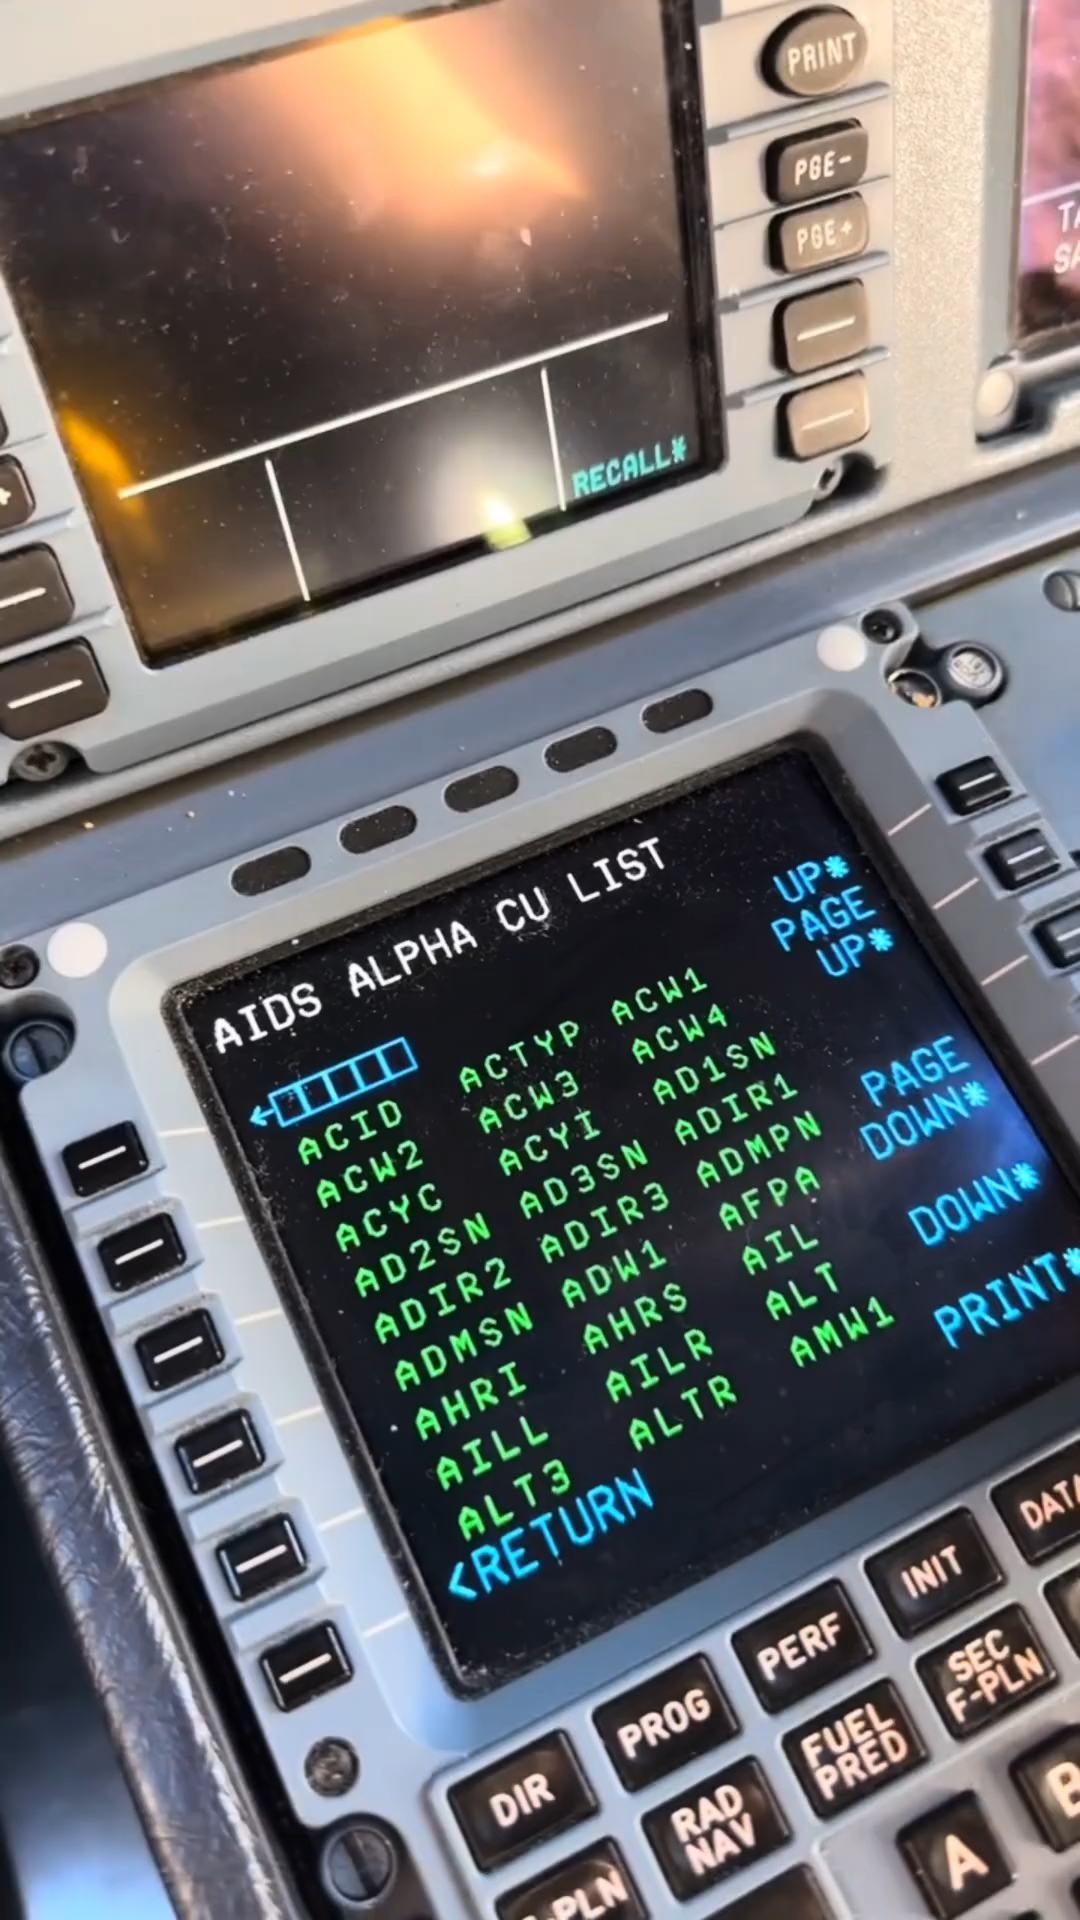 PRINT
PGE-
PGE+
RECALL*
AIDS ALPHA CU LIST
UP*
PAGE
UP*
←
ACID ACTYP ACW1
ACW2 ACW3 ACW4
ACYC ACYI AD1SN
AD2SN AD3SN ADIR1
PAGE
DOWN*
ADIR2 ADIR3 ADMPN
ADMSN ADW1 AFPA
DOWN*
AHRI AHRS AIL
AILL AILR ALT
ALT3 ALTR AMW1
PRINT*
<RETURN
DIR
PROG
PERF
INIT
DATA
RAD
NAV
FUEL
PRED
SEC
F-PLN
-PLN
A
B